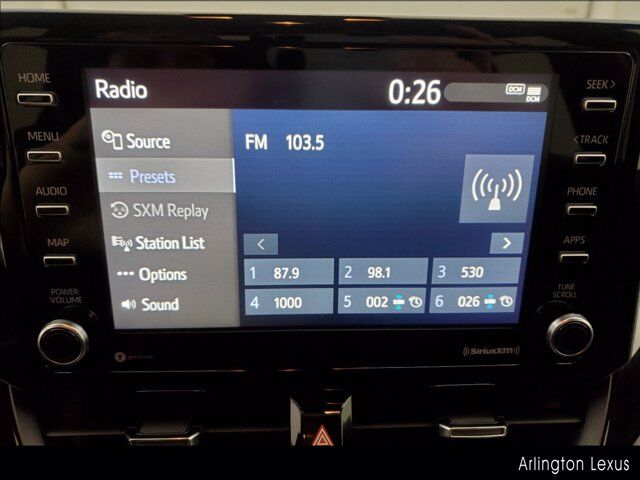 HOME
MENU
AUDIO
MAP
POWER
VOLUME
Radio
0:26
DCM
DCM
Source
Presets
SXM Replay
Station List
Options
Sound
FM 103.5
< >
1 87.9
2 98.1
3 530
4 1000
5 002
6 026
SEEK >
< TRACK
PHONE
APPS
TUNE
SCROLL
((SiriusXM))
Arlington Lexus